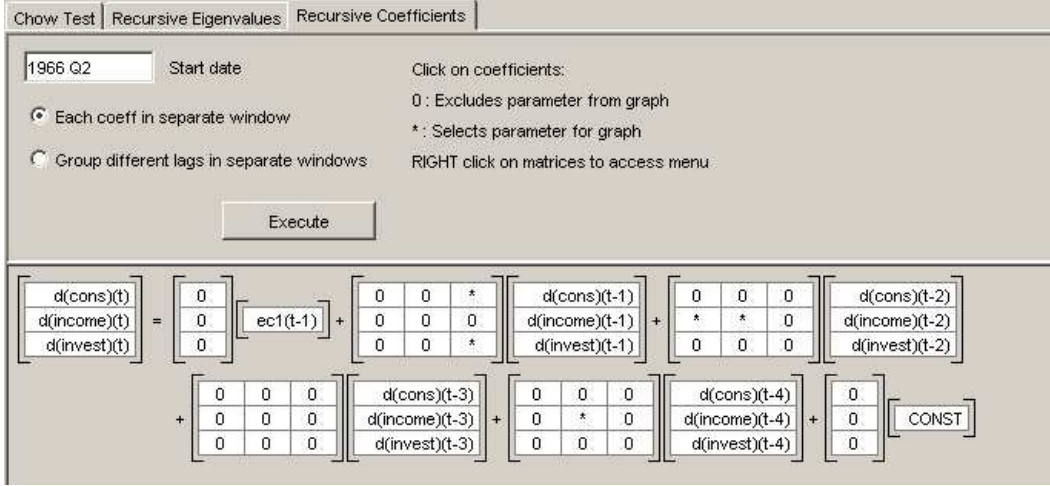 Chow Test Recursive Eigenvalues Recursive Coefficients
1966 Q2 Start date Click on coefficients:
0 : Excludes parameter from graph
Each coeff in separate window
* : Selects parameter for graph
Group different lags in separate windows RIGHT click on matrices to access menu
Execute
d(cons)(t) 0 0 0 * d(cons)(t-1) 0 0 0 d(cons)(t-2)
d(income)(t) = 0 ec1(t-1) + 0 0 0 d(income)(t-1) + * * 0 d(income)(t-2)
d(invest)(t) 0 0 0 * d(invest)(t-1) 0 0 0 d(invest)(t-2)
0 0 0 d(cons)(t-3) 0 0 0 d(cons)(t-4) 0
+ 0 0 0 d(income)(t-3) + 0 * 0 d(income)(t-4) + 0 CONST
0 0 0 d(invest)(t-3) 0 0 0 d(invest)(t-4) 0